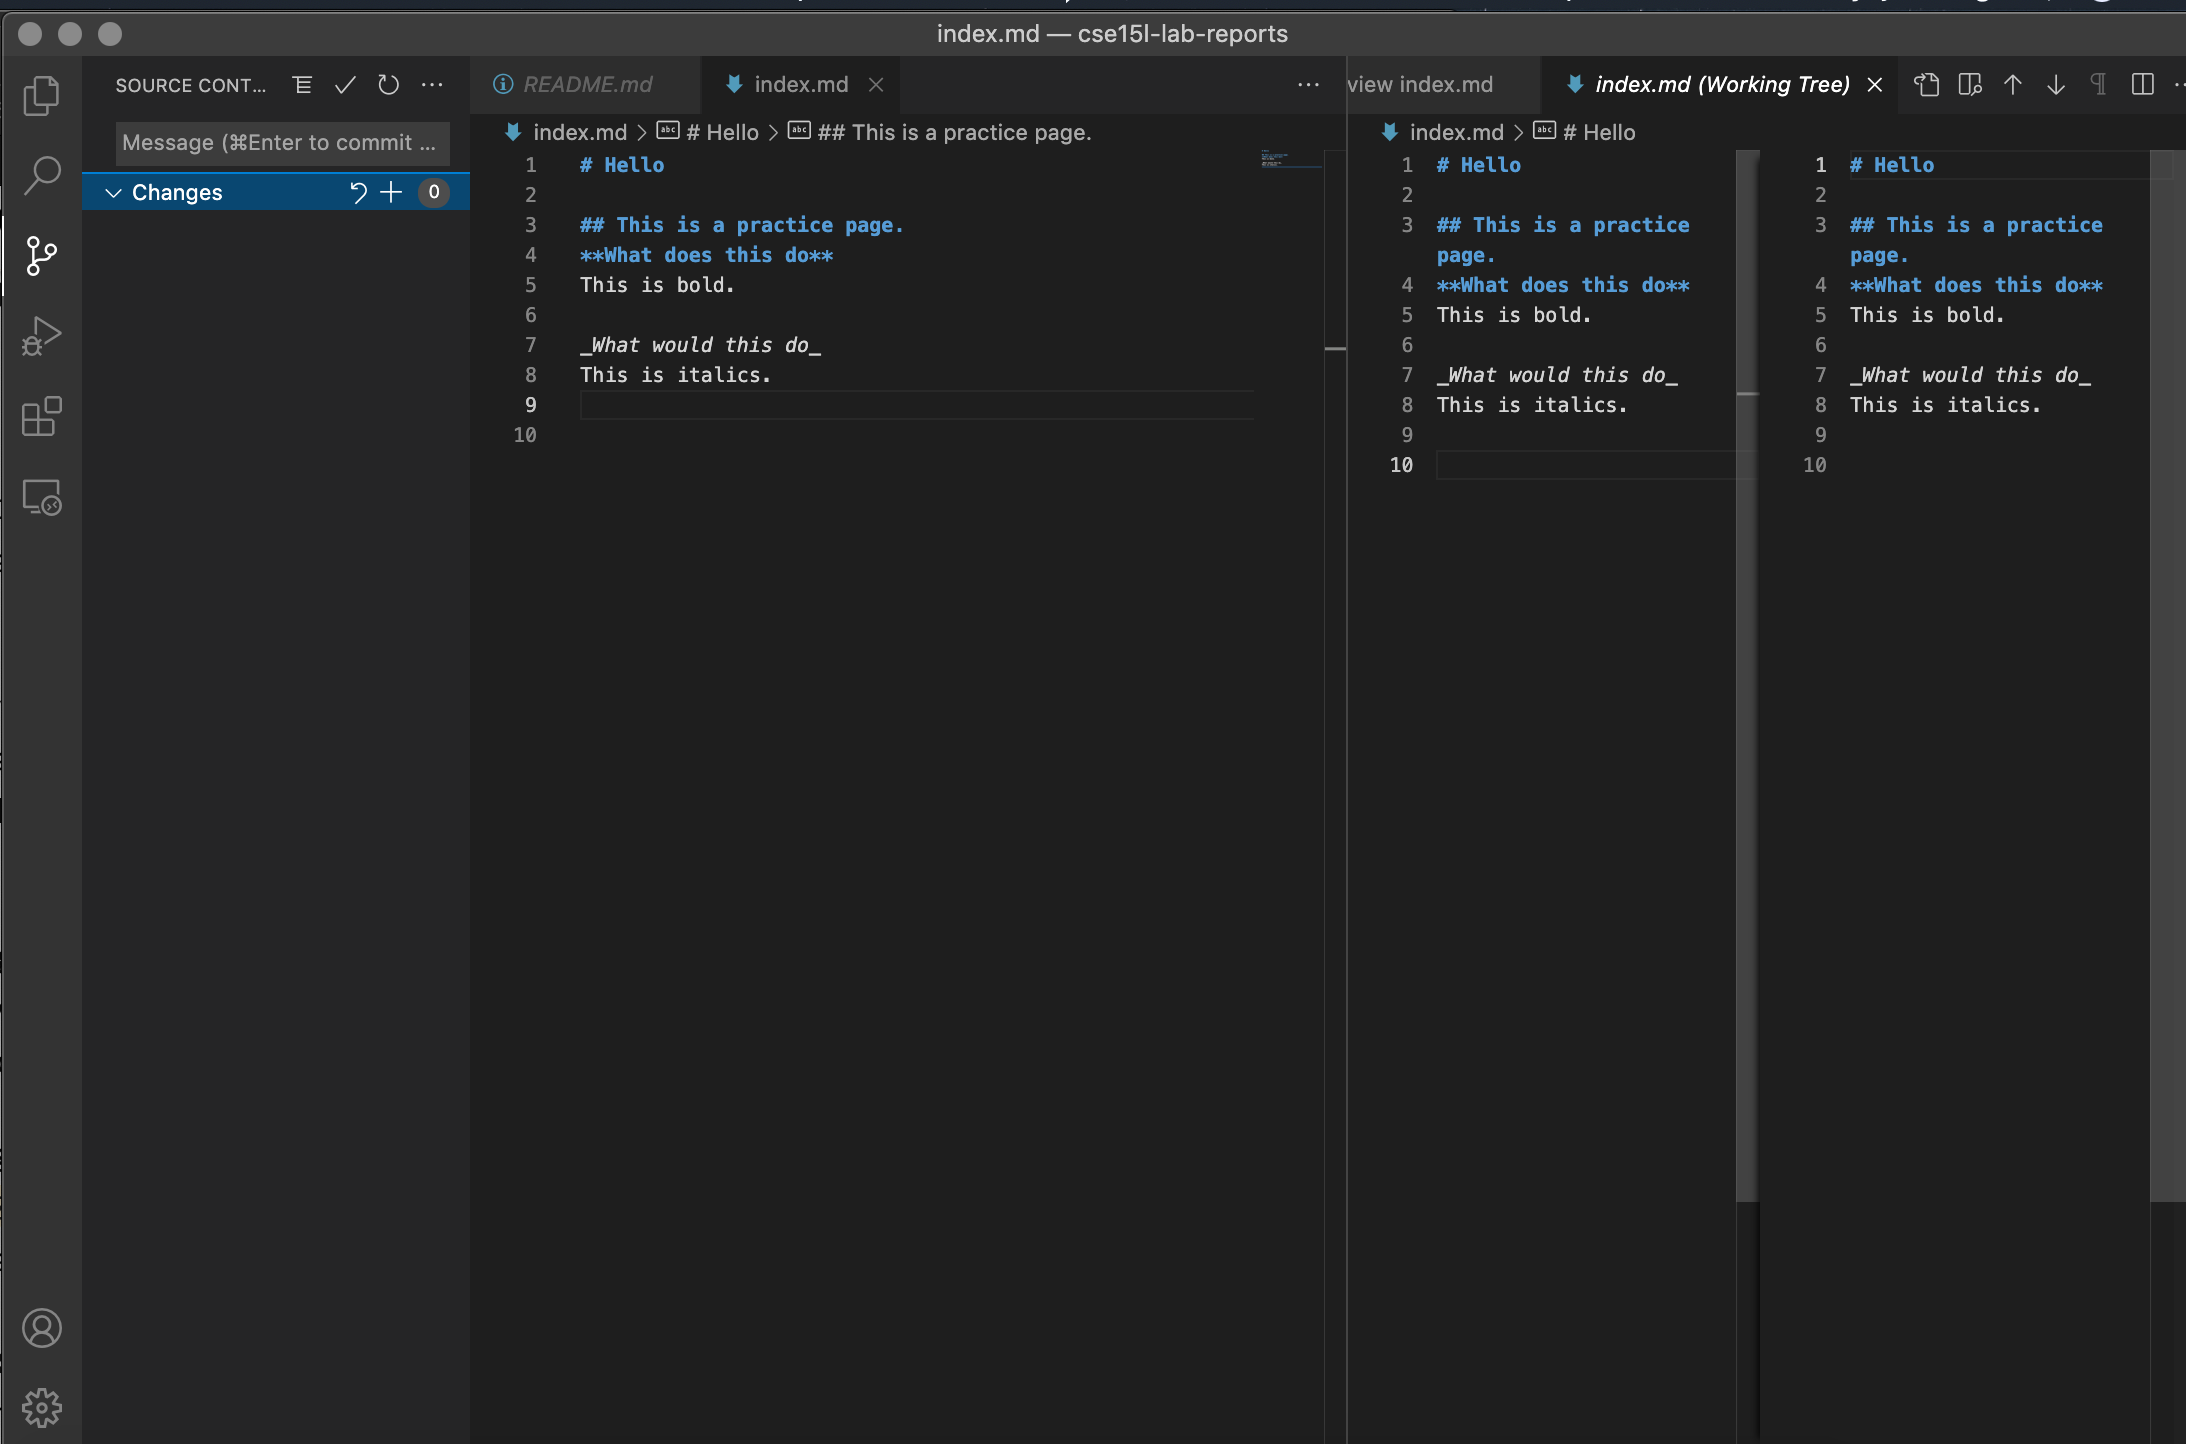 index.md — cse15l-lab-reports
SOURCE CONT...
Message (⌘Enter to commit ...
Changes 0
README.md index.md
index.md > # Hello > ## This is a practice page.
1 # Hello
2
3 ## This is a practice page.
4 **What does this do**
5 This is bold.
6
7 _What would this do_
8 This is italics.
9
10
view index.md index.md (Working Tree)
index.md > # Hello
1 # Hello
2
3 ## This is a practice
page.
4 **What does this do**
5 This is bold.
6
7 _What would this do_
8 This is italics.
9
10
1 # Hello
2
3 ## This is a practice
page.
4 **What does this do**
5 This is bold.
6
7 _What would this do_
8 This is italics.
9
10